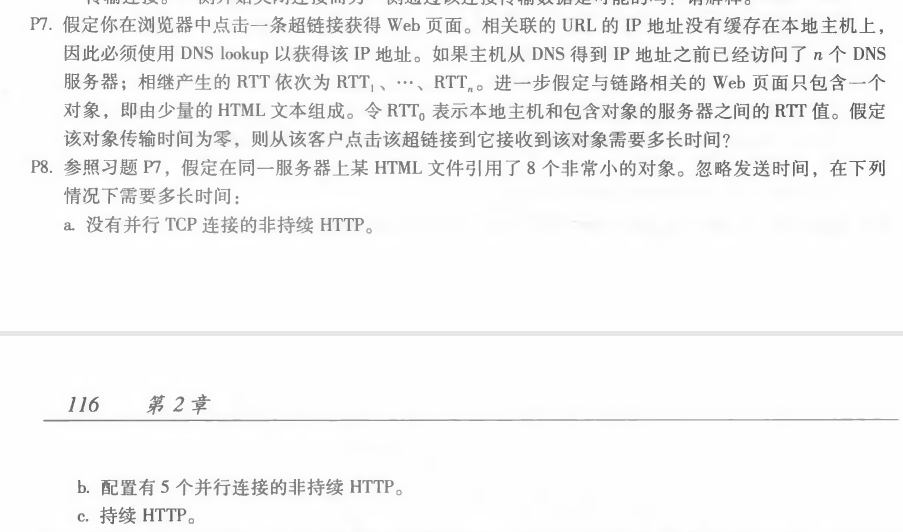 P7. 假定你在浏览器中点击一条超链接获得 Web 页面。相关联的 URL 的 IP 地址没有缓存在本地主机上，
因此必须使用 DNS lookup 以获得该 IP 地址。如果主机从 DNS 得到 IP 地址之前已经访问了 n 个 DNS
服务器；相继产生的 RTT 依次为 RTT₁、…、RTTₙ。进一步假定与链路相关的 Web 页面只包含一个
对象，即由少量的 HTML 文本组成。令 RTT₀ 表示本地主机和包含对象的服务器之间的 RTT 值。假定
该对象传输时间为零，则从该客户点击该超链接到它接收到该对象需要多长时间？
P8. 参照习题 P7，假定在同一服务器上某 HTML 文件引用了 8 个非常小的对象。忽略发送时间，在下列
情况下需要多长时间：
a. 没有并行 TCP 连接的非持续 HTTP。
116 第 2 章
b. 配置有 5 个并行连接的非持续 HTTP。
c. 持续 HTTP。